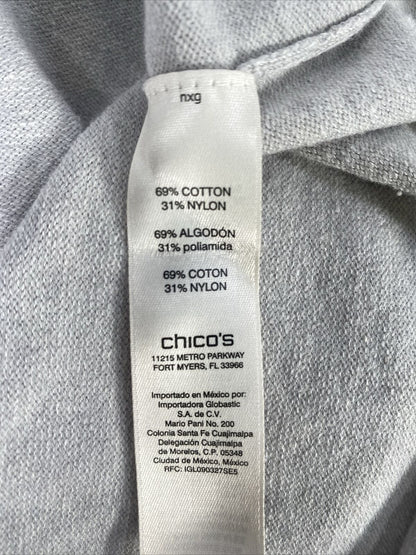 nxg
69% COTTON
31% NYLON
69% ALGODÓN
31% poliamida
69% COTON
31% NYLON
chico's
11215 METRO PARKWAY
FORT MYERS, FL 33966
Importado en México por:
Importadora Globastic
S.A. de C.V.
Mario Pani No. 200
Colonia Santa Fe Cuajimalpa
Delegación Cuajimalpa
de Morelos, C.P. 05348
Ciudad de México, México
RFC: IGL090327SE5